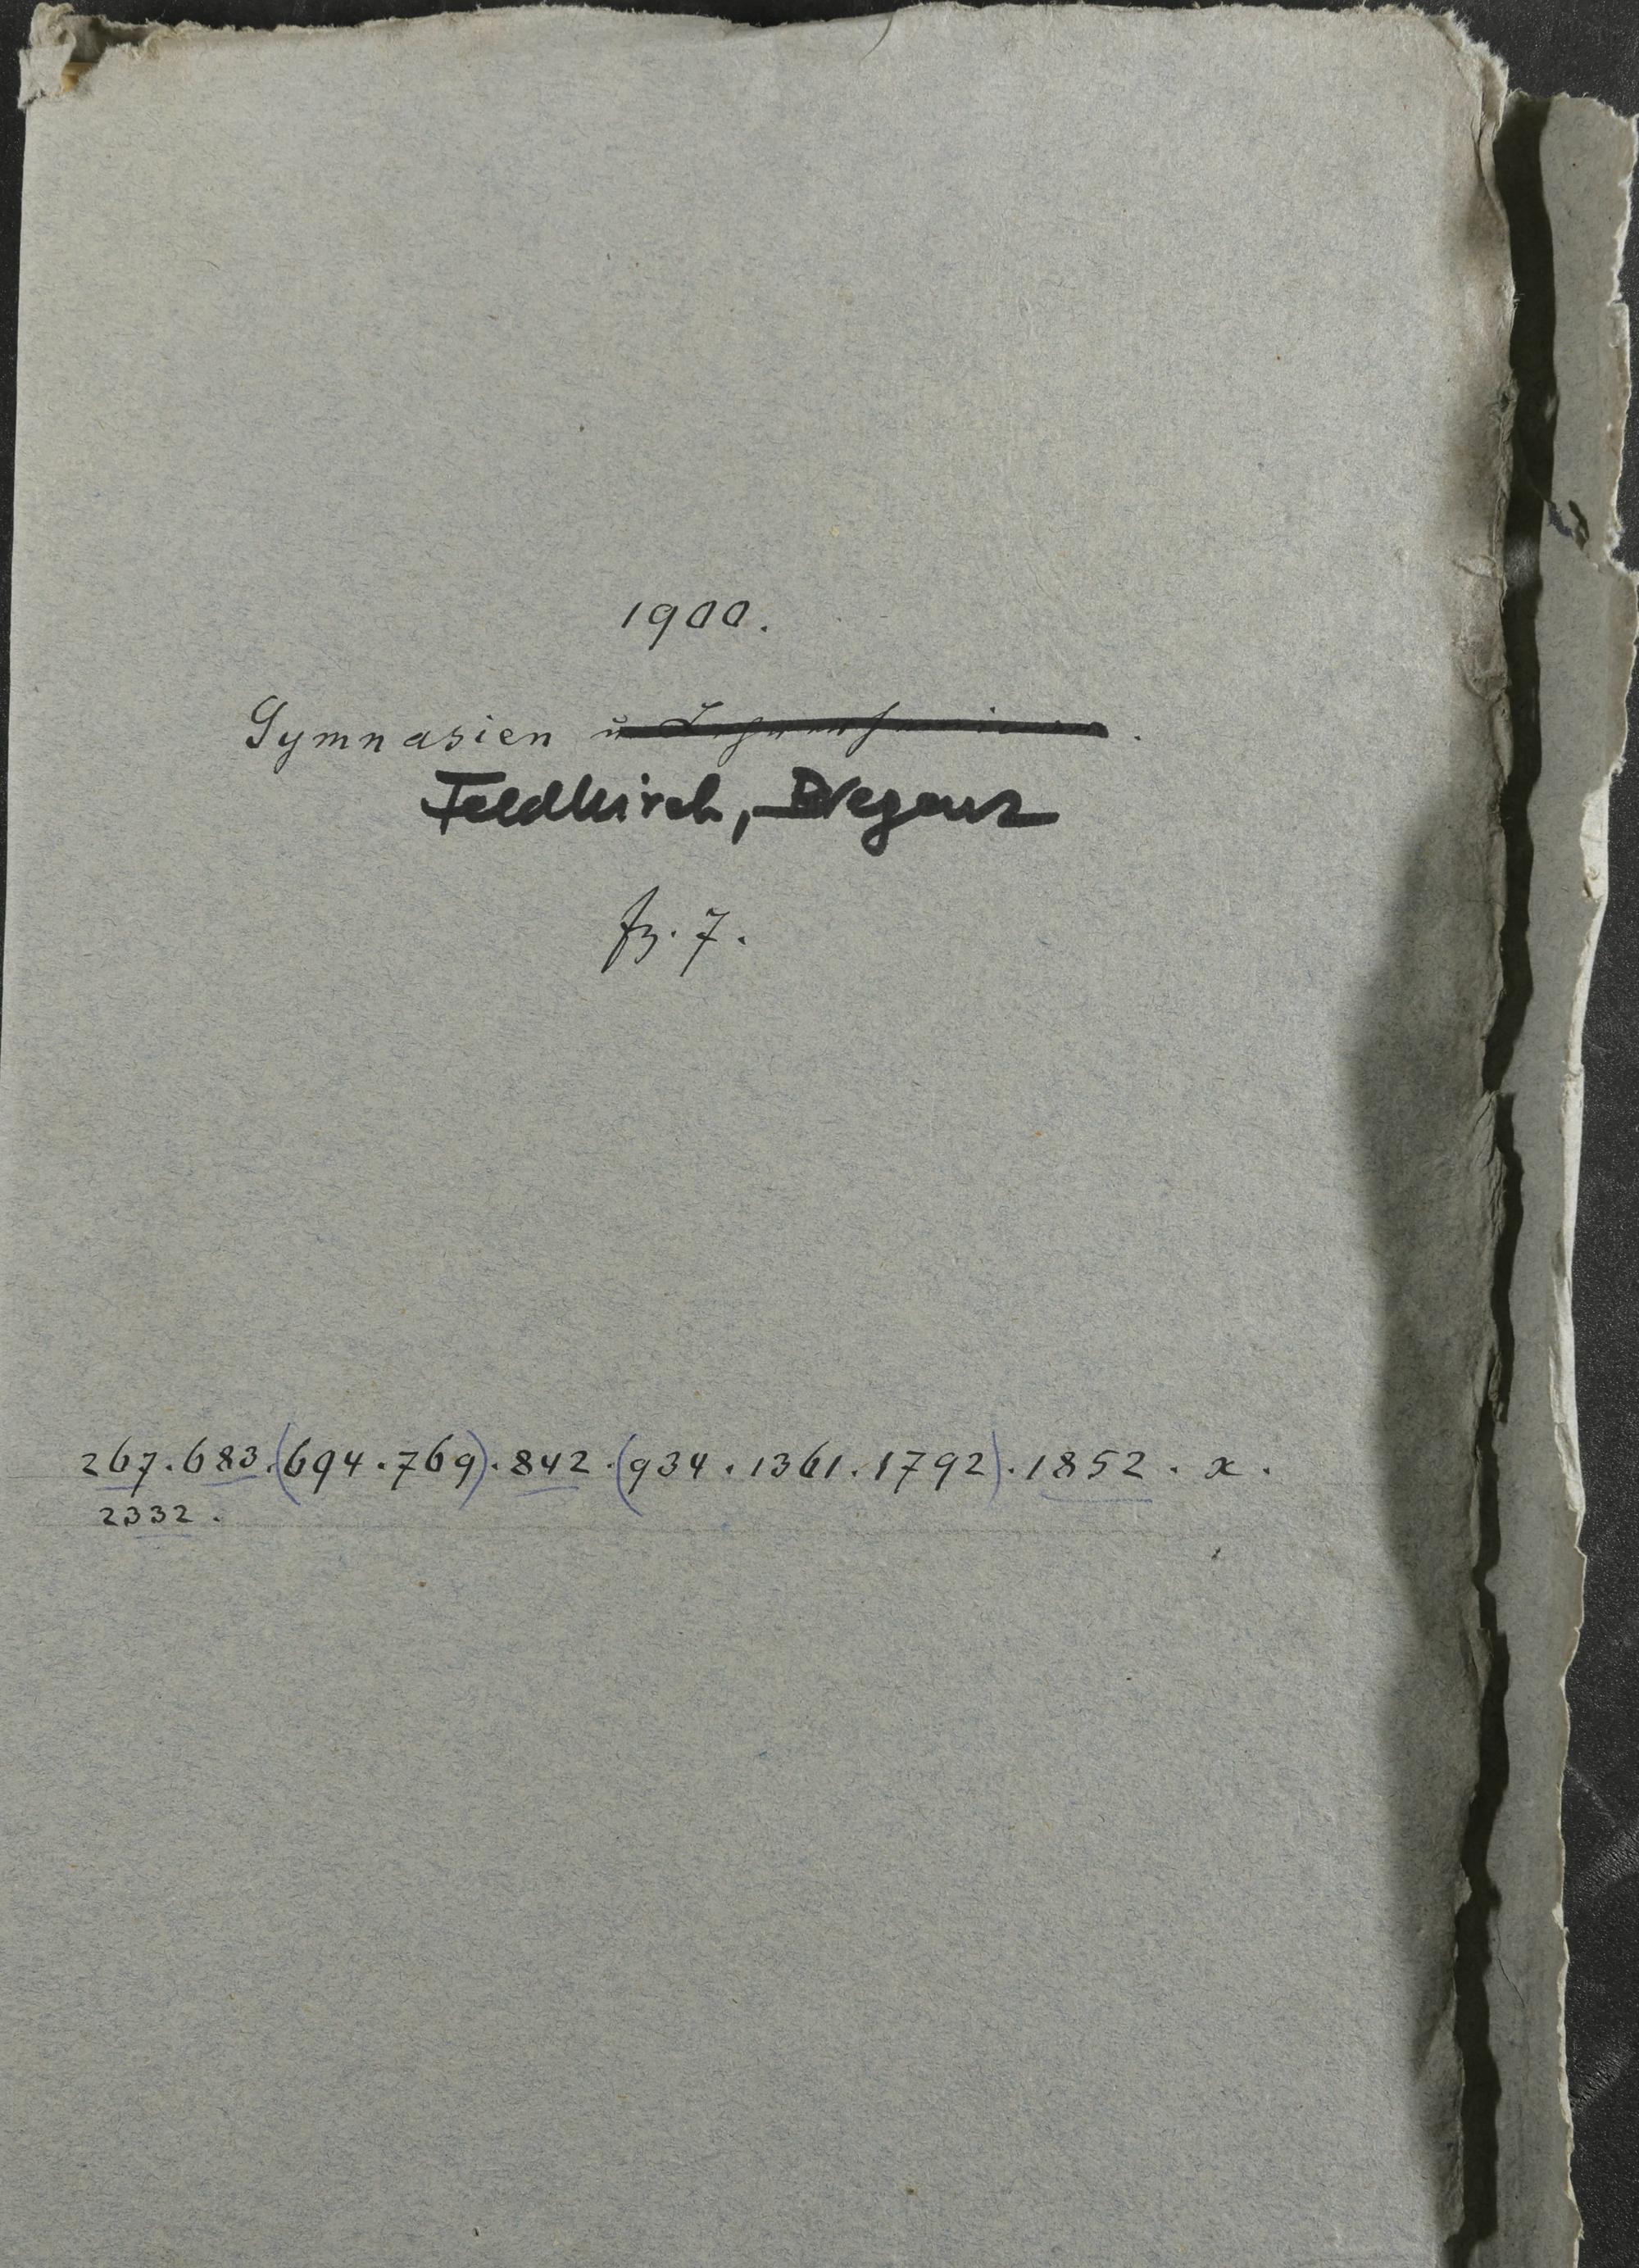 1900.
Gymnasien u.
Feldkirch, Bregenz
fz. 7.
267.683.(694.769).842.(934.1361.1792).1852. x.
2332.